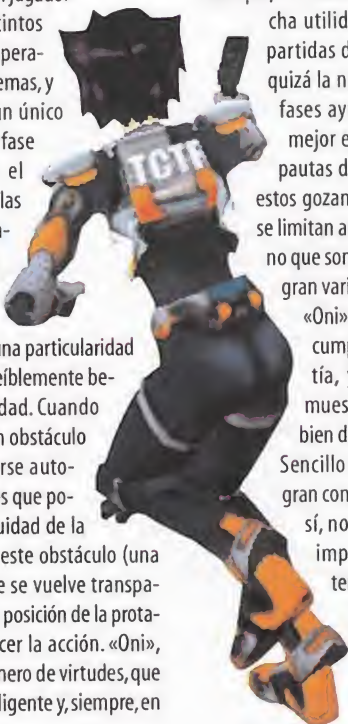 jugador
tintos
pera-
emas, y
un único
fase
el
las
una particularidad
eíblemente be-
dad. Cuando
n obstáculo
rse auto-
es que po-
uidad de la
este obstáculo (una
e se vuelve transpa-
posición de la prota-
cer la acción. «Oni»,
nero de virtudes, que
ligente y, siempre, en
TCTF
cha utilid
partidas d
quizá la n
fases ay
mejor e
pautas d
estos gozan
se limitan a
no que son
gran vari
«Oni»
cump
tía, y
mues
bien d
Sencillo
gran con
sí, no
imp
te